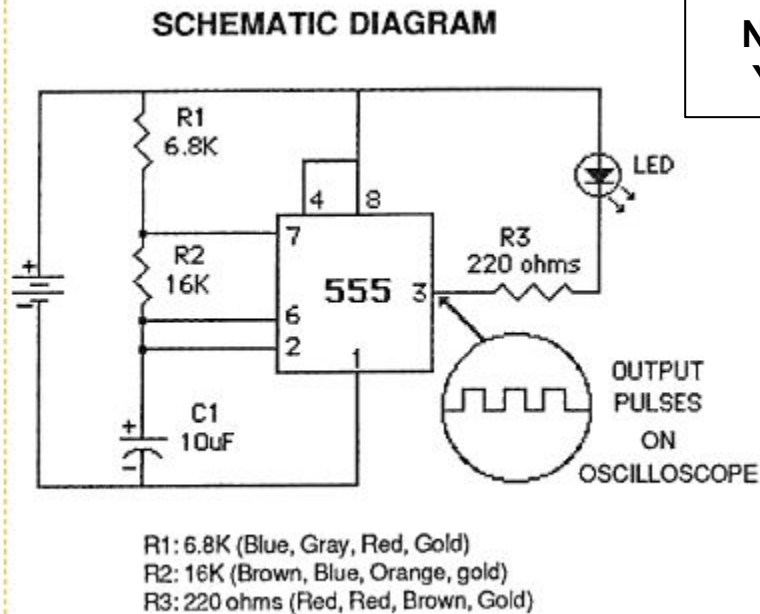 SCHEMATIC DIAGRAM
N
R1
6.8K
LED
4
8
R3
220 ohms
7
R2
16K
555
3
+
-
6
2
1
OUTPUT
PULSES
ON
OSCILLOSCOPE
C1
10uF
+
-
R1: 6.8K (Blue, Gray, Red, Gold)
R2: 16K (Brown, Blue, Orange, gold)
R3: 220 ohms (Red, Red, Brown, Gold)